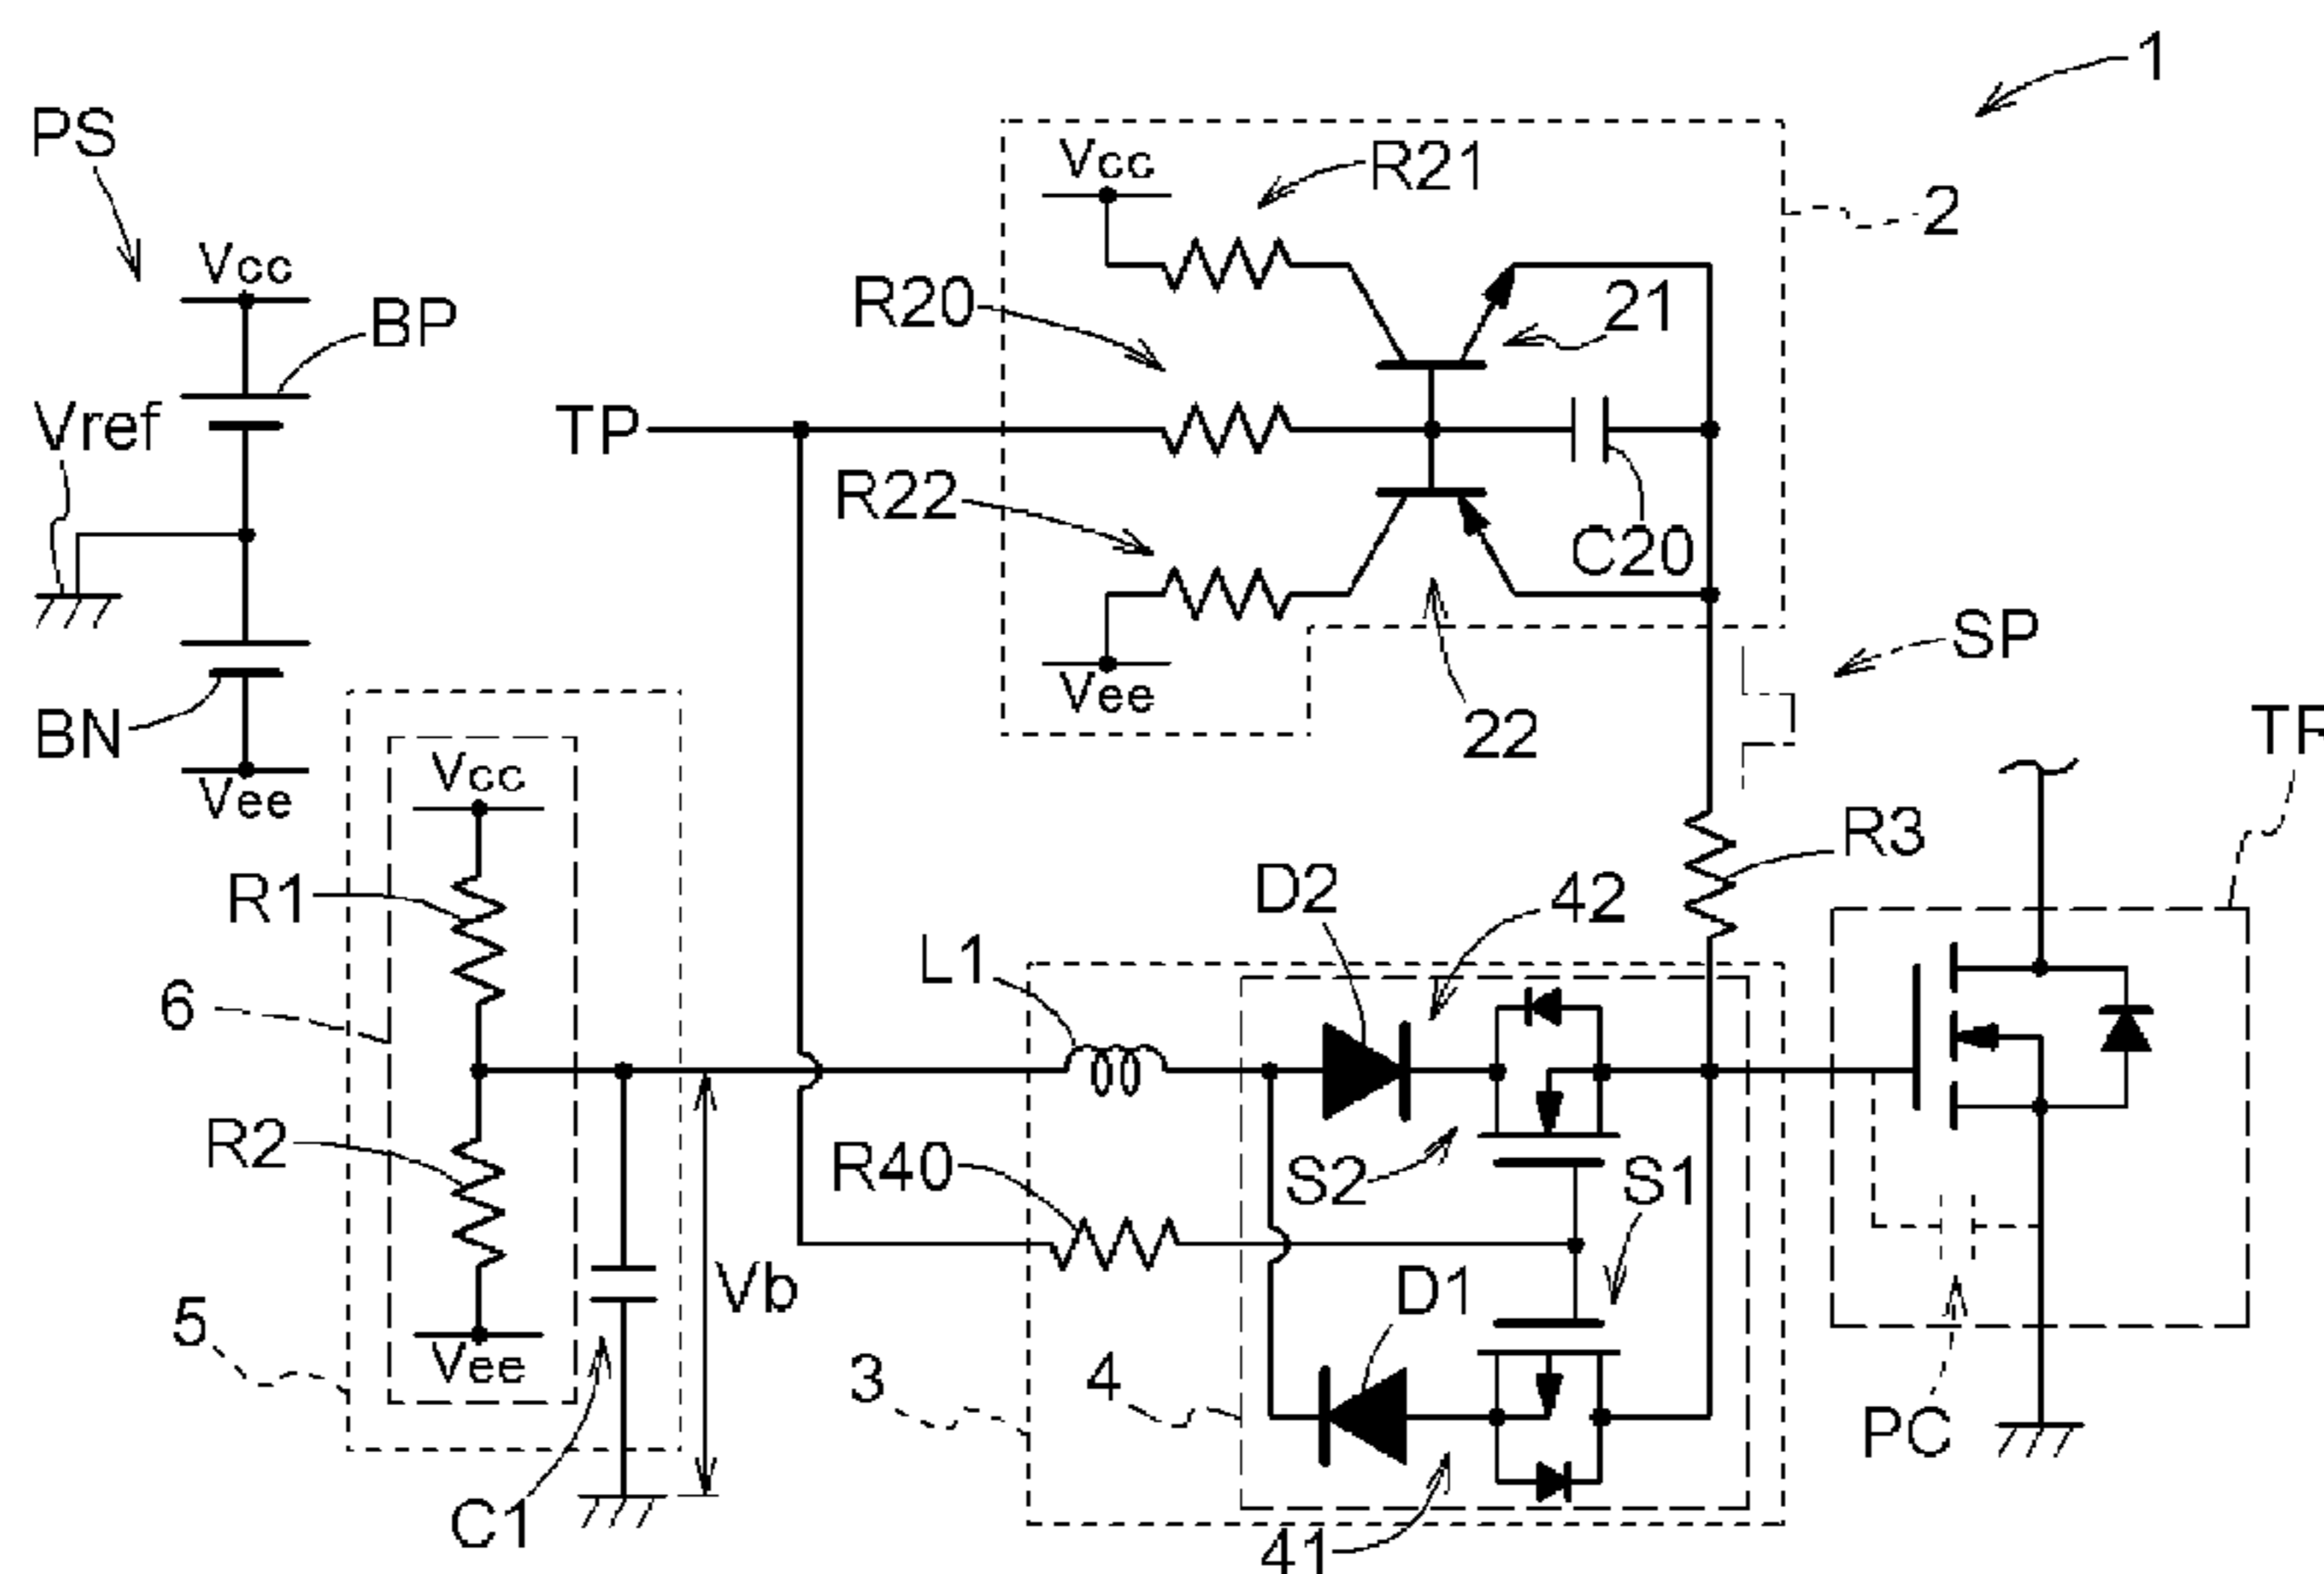 1
PS
Vcc
R21
2
Vcc
BP
R20
21
Vref
TP
R22
C20
SP
Vee
22
BN
Vee
TR
Vcc
R3
R1
D2
42
L1
6
R2
R40
S2
S1
Vb
D1
5
Vee
3
4
PC
C1
41